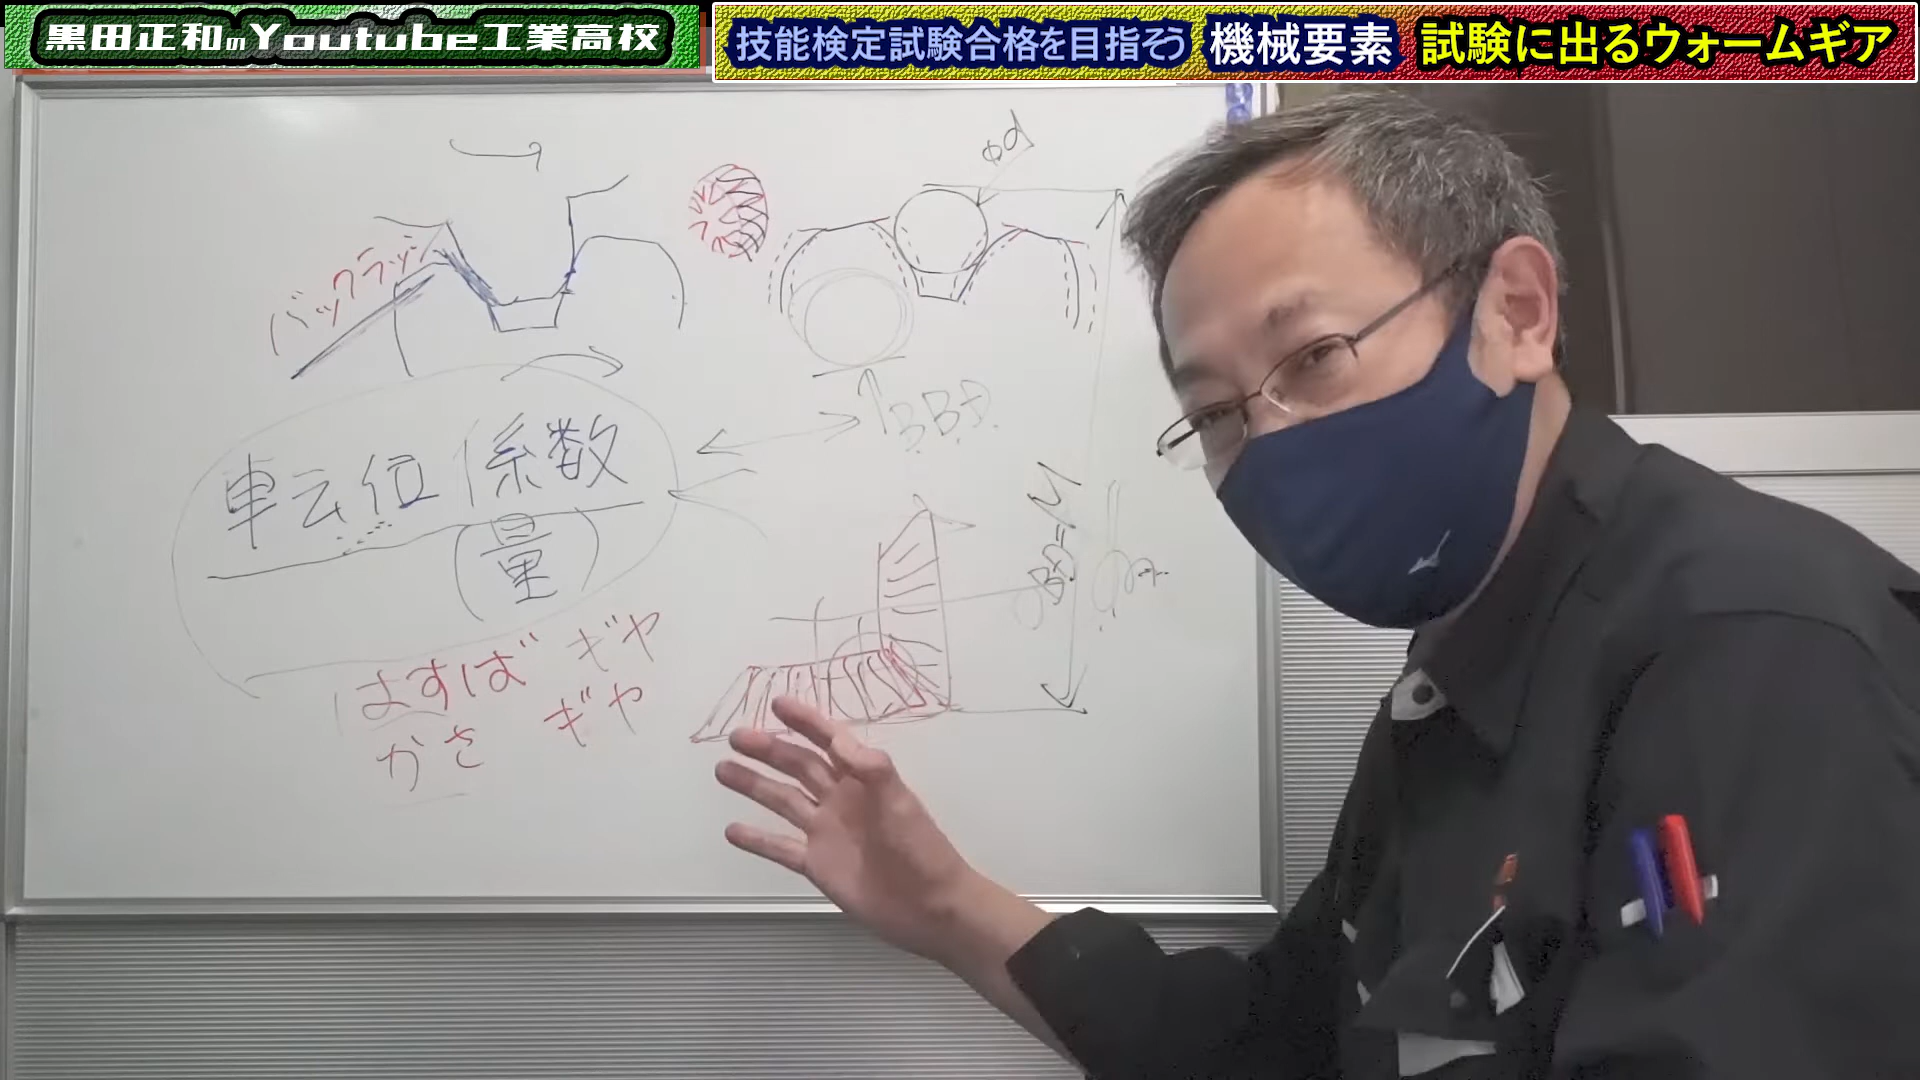 黒田正和のYoutube工業高校
技能検定試験合格を目指そう 機械要素 試験に出るウォームギア
φd
バックラッシ
B.B.D.
転位係数
(量)
はすば ギヤ
かさ ギヤ